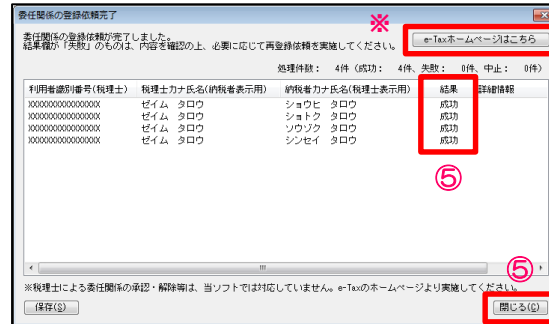 委任関係の登録依頼完了
※
委任関係の登録依頼が完了しました。
結果欄が「失敗」のものは、内容を確認の上、必要に応じて再登録依頼を実施してください。
e-Taxホームページはこちら
処理件数： 4件（成功： 4件、失敗： 0件、中止： 0件）
利用者識別番号(税理士) 税理士カナ氏名(納税者表示用) 納税者カナ氏名(税理士表示用) 結果 詳細情報
XXXXXXXXXXXXXXXX ゼイム タロウ ショウヒ タロウ 成功
XXXXXXXXXXXXXXXX ゼイム タロウ ショトク タロウ 成功
XXXXXXXXXXXXXXXX ゼイム タロウ ソウゾク タロウ 成功
XXXXXXXXXXXXXXXX ゼイム タロウ シンセイ タロウ 成功
⑤
⑤
※税理士による委任関係の承認・解除等は、当ソフトでは対応していません。e-Taxのホームページより実施してください。
保存(S)
閉じる(C)